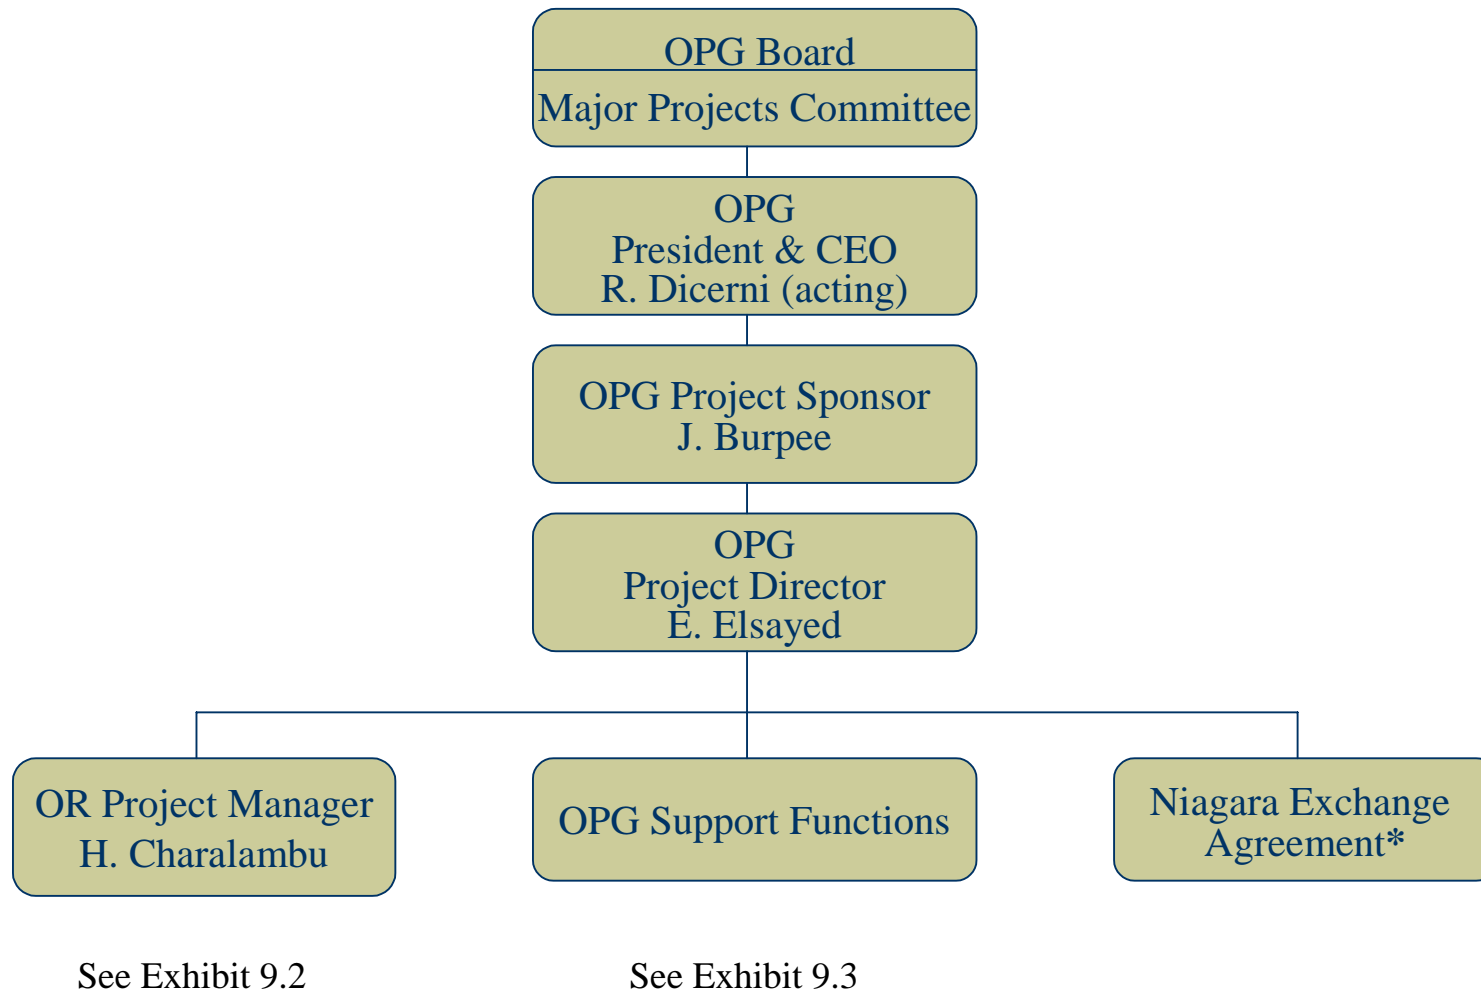 OPG Board
Major Projects Committee
OPG
President & CEO
R. Dicerni (acting)
OPG Project Sponsor
J. Burpee
OPG
Project Director
E. Elsayed
OR Project Manager
H. Charalambu
OPG Support Functions
Niagara Exchange
Agreement*
See Exhibit 9.2
See Exhibit 9.3